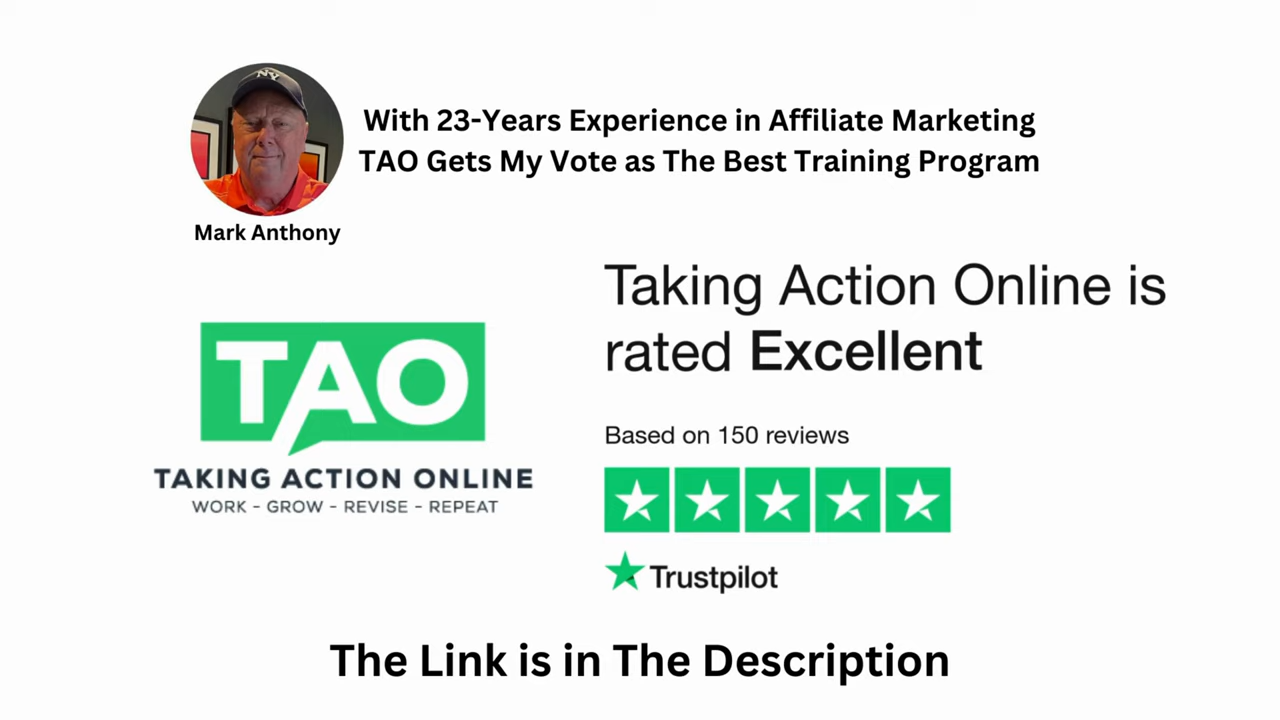 NY
With 23-Years Experience in Affiliate Marketing
TAO Gets My Vote as The Best Training Program
Mark Anthony
Taking Action Online is
rated Excellent
TAO
TAKING ACTION ONLINE
WORK - GROW - REVISE - REPEAT
Based on 150 reviews
Trustpilot
The Link is in The Description